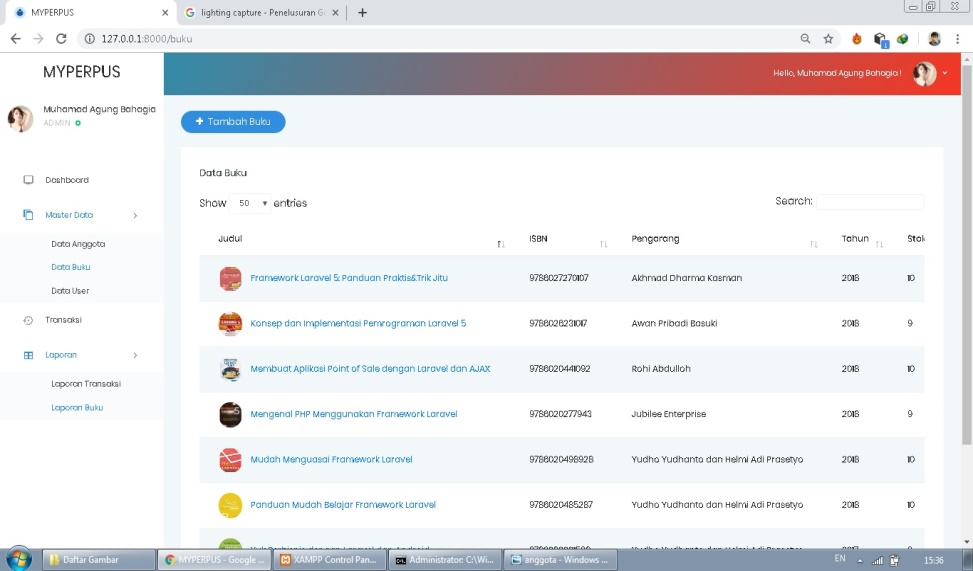 MYPERPUS
lighting capture - Penelusuran G
127.0.0.1:8000/buku
MYPERPUS
Hello, Muhamad Agung Bahagia !
Muhamad Agung Bahagia
ADMIN
+ Tambah Buku
Dashboard
Master Data
Data Anggota
Data Buku
Data User
Transaksi
Laporan
Laporan Transaksi
Laporan Buku
Data Buku
Show 50 entries
Search:
Judul ISBN Pengarang Tahun Stok
Framework Laravel 5: Panduan Praktis&Trik Jitu 9786027270107 Akhmad Dharma Kasman 2018 10
Konsep dan Implementasi Pemrograman Laravel 5 9786026231017 Awan Pribadi Basuki 2018 9
Membuat Aplikasi Point of Sale dengan Laravel dan AJAX 9786020441092 Rohi Abdulloh 2018 10
Mengenal PHP Menggunakan Framework Laravel 9786020277943 Jubilee Enterprise 2018 9
Mudah Menguasai Framework Laravel 9786020498928 Yudho Yudhanto dan Helmi Adi Prasetyo 2018 10
Panduan Mudah Belajar Framework Laravel 9786020485287 Yudho Yudhanto dan Helmi Adi Prasetyo 2018 10
Daftar Gambar
MYPERPUS - Google ...
XAMPP Control Pan...
Administrator: C:\Wi...
anggota - Windows ...
EN
15:36